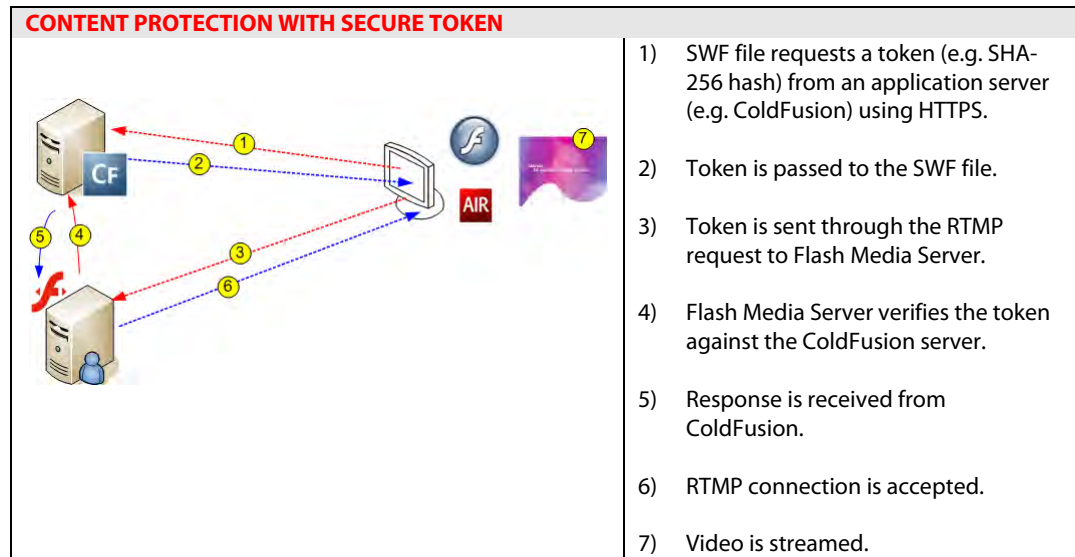 CONTENT PROTECTION WITH SECURE TOKEN
1
2
CF
3
4
5
6
7
AIR
1) SWF file requests a token (e.g. SHA-
256 hash) from an application server
(e.g. ColdFusion) using HTTPS.
2) Token is passed to the SWF file.
3) Token is sent through the RTMP
request to Flash Media Server.
4) Flash Media Server verifies the token
against the ColdFusion server.
5) Response is received from
ColdFusion.
6) RTMP connection is accepted.
7) Video is streamed.